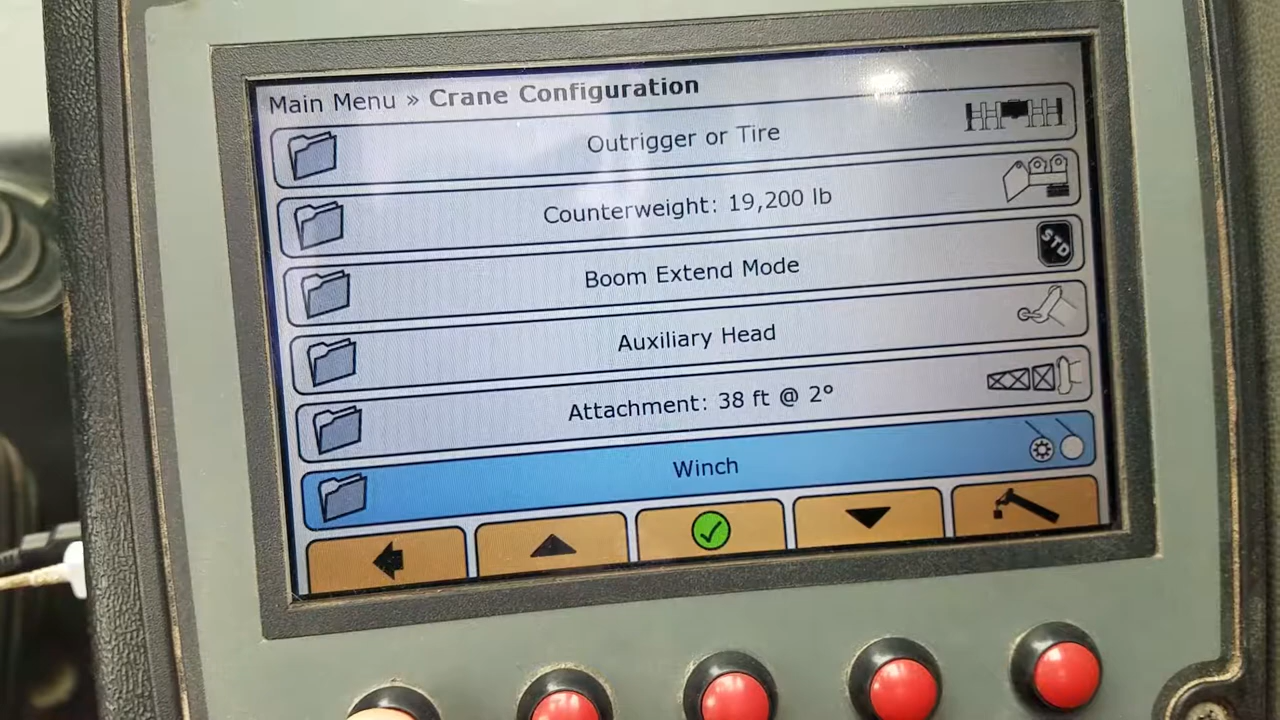 Main Menu » Crane Configuration
Outrigger or Tire
Counterweight: 19,200 lb
Boom Extend Mode
STD
Auxiliary Head
Attachment: 38 ft @ 2º
Winch